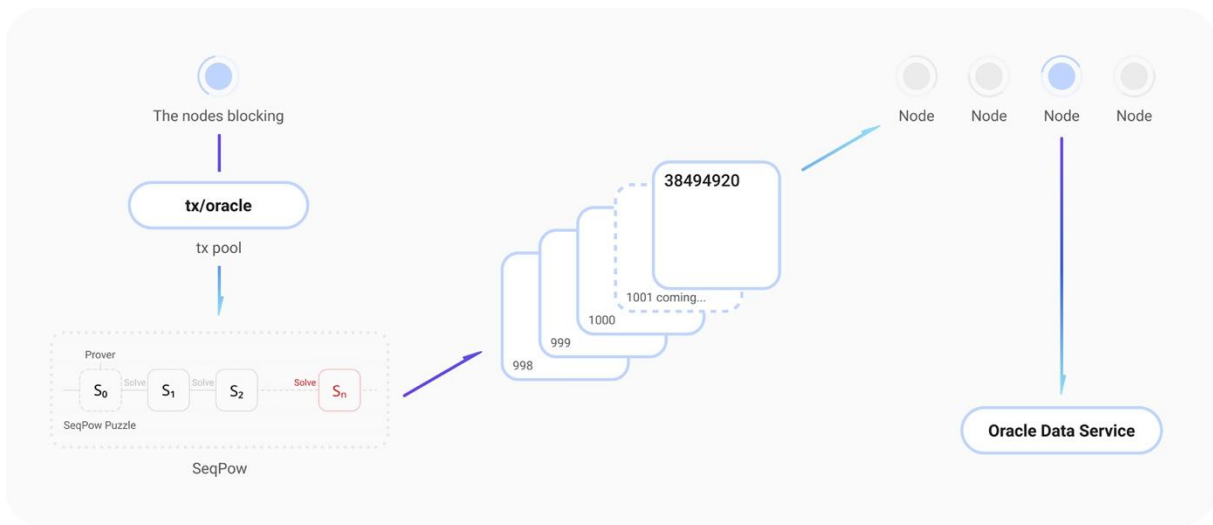 The nodes blocking
tx/oracle
tx pool
Prover
S0 Solve S1 Solve S2 Solve Sn
SeqPow Puzzle
SeqPow
998
999
1000
1001 coming...
38494920
Node Node Node Node
Oracle Data Service